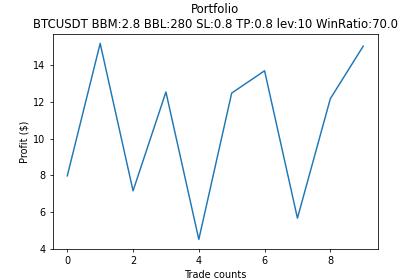 Portfolio
BTCUSDT BBM:2.8 BBL:280 SL:0.8 TP:0.8 lev:10 WinRatio:70.0
14
12
10
8
6
4
Profit ($)
0 2 4 6 8
Trade counts